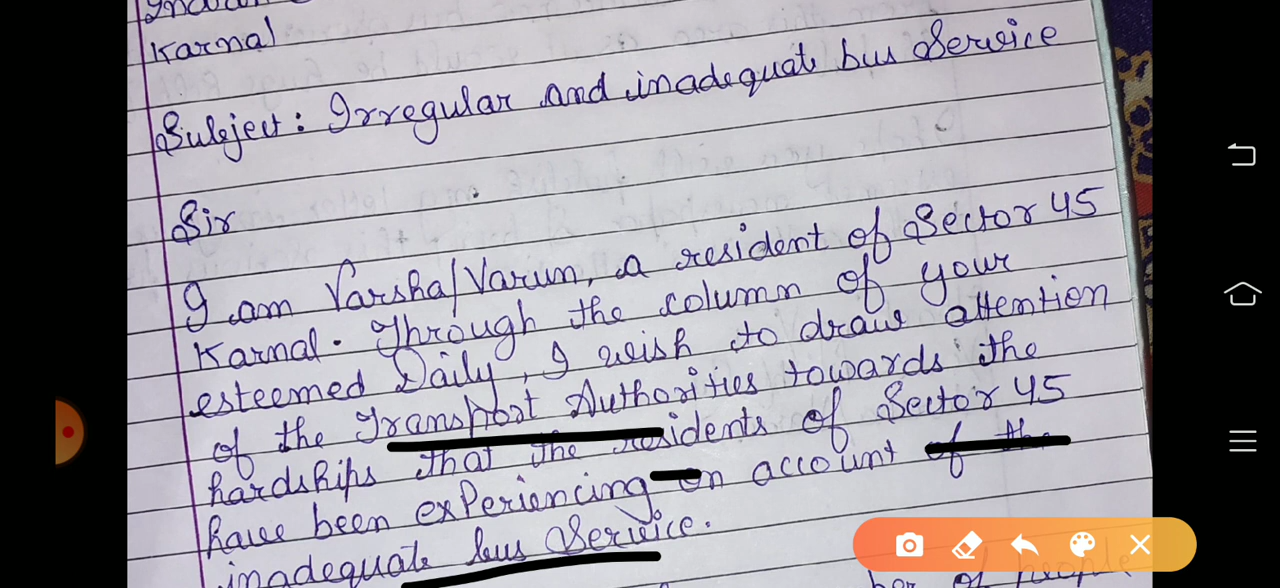 Karnal
Subject: Irregular and inadequate bus Service
Sir
I am Varsha/Varun, a resident of Sector 45
Karnal. Through the column of your
esteemed Daily, I wish to draw attention
of the Transport Authorities towards the
hardships that the residents of Sector 45
have been experiencing on account of the
inadequate bus Service.
of people